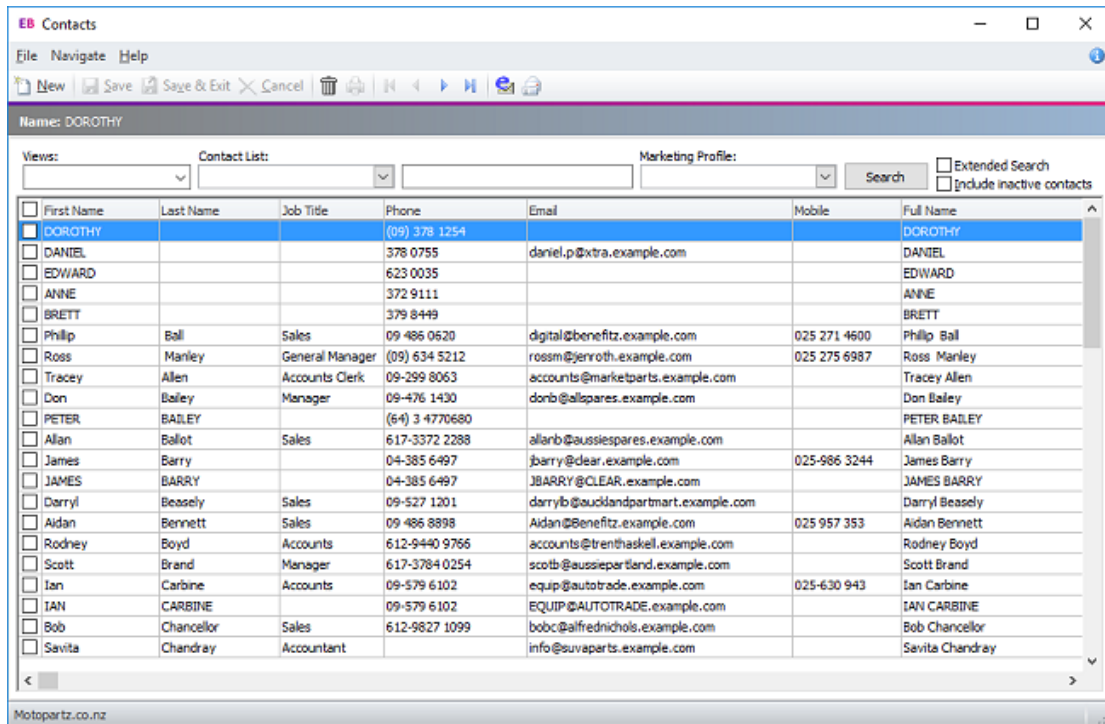 EB Contacts
File Navigate Help
New Save Save & Exit Cancel
Name: DOROTHY
Views: Contact List: Marketing Profile:
Search Extended Search
Include inactive contacts
First Name Last Name Job Title Phone Email Mobile Full Name
DOROTHY (09) 378 1254 DOROTHY
DANIEL 378 0755 daniel.p@xtra.example.com DANIEL
EDWARD 623 0035 EDWARD
ANNE 372 9111 ANNE
BRETT 379 8449 BRETT
Phillip Ball Sales 09 486 0620 digital@benefitz.example.com 025 271 4600 Phillip Ball
Ross Manley General Manager (09) 634 5212 rossm@jenroth.example.com 025 275 6987 Ross Manley
Tracey Allen Accounts Clerk 09-299 8063 accounts@marketparts.example.com Tracey Allen
Don Bailey Manager 09-476 1430 donb@allspares.example.com Don Bailey
PETER BAILEY (64) 3 4770680 PETER BAILEY
Allan Ballot Sales 617-3372 2288 allanb@aussiespares.example.com Allan Ballot
James Barry 04-385 6497 jbarry@clear.example.com 025-986 3244 James Barry
JAMES BARRY 04-385 6497 JBARRY@CLEAR.example.com JAMES BARRY
Darryl Beasely Sales 09-527 1201 darrylb@aucklandpartmart.example.com Darryl Beasely
Aidan Bennett Sales 09 486 8898 Aidan@Benefitz.example.com 025 957 353 Aidan Bennett
Rodney Boyd Accounts 612-9440 9766 accounts@trenthaskell.example.com Rodney Boyd
Scott Brand Manager 617-3784 0254 scotb@aussiepartland.example.com Scott Brand
Ian Carbine Accounts 09-579 6102 equip@autotrade.example.com 025-630 943 Ian Carbine
IAN CARBINE 09-579 6102 EQUIP@AUTOTRADE.example.com IAN CARBINE
Bob Chancellor Sales 612-9827 1099 bobc@alfrednichols.example.com Bob Chancellor
Savita Chandray Accountant info@suvaparts.example.com Savita Chandray
Motopartz.co.nz